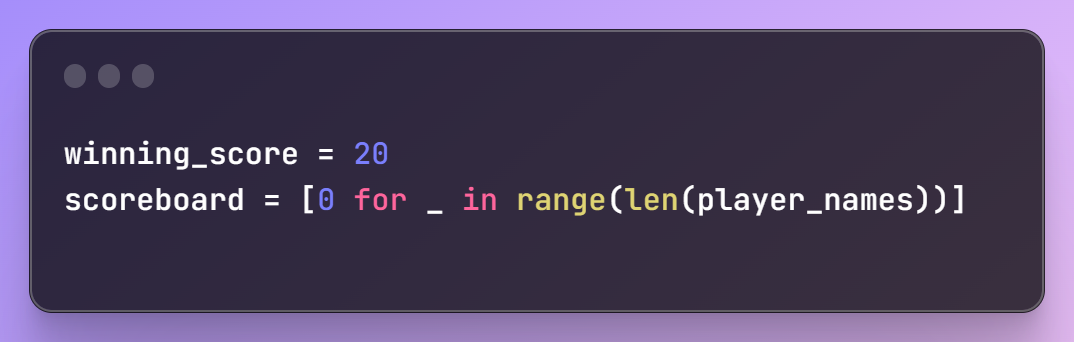 winning_score = 20
scoreboard = [0 for _ in range(len(player_names))]